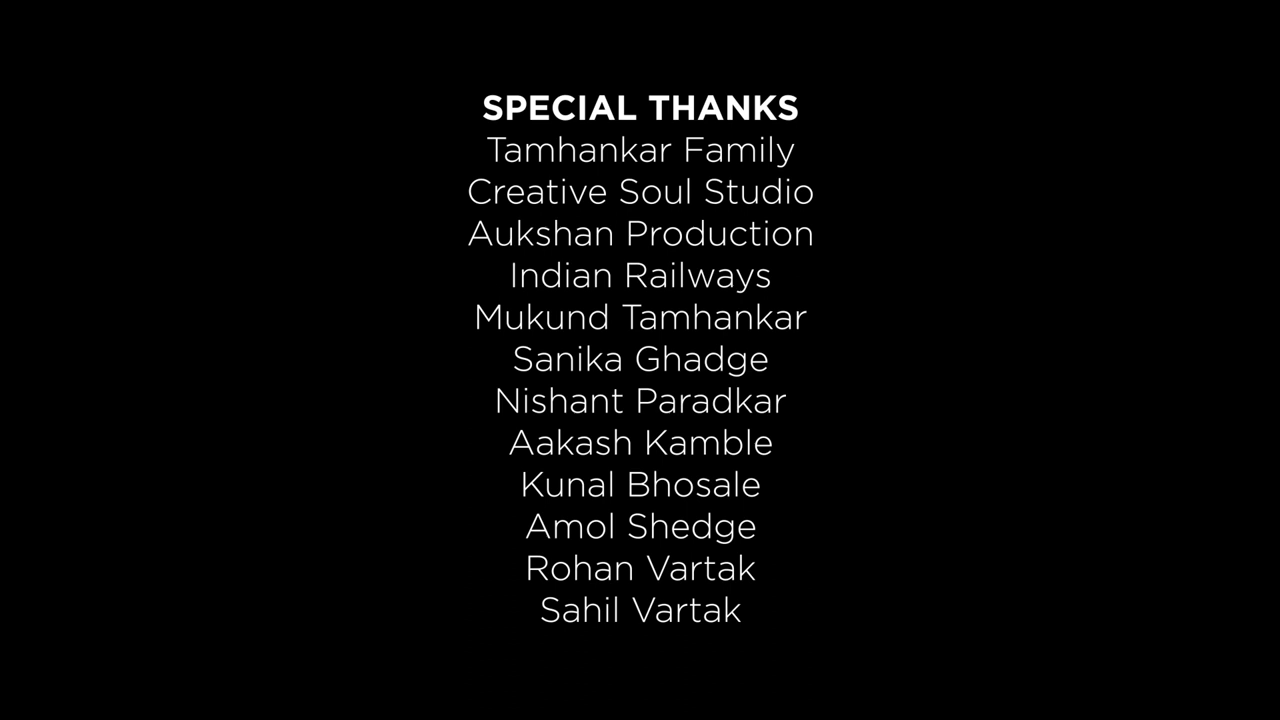 SPECIAL THANKS
Tamhankar Family
Creative Soul Studio
Aukshan Production
Indian Railways
Mukund Tamhankar
Sanika Ghadge
Nishant Paradkar
Aakash Kamble
Kunal Bhosale
Amol Shedge
Rohan Vartak
Sahil Vartak